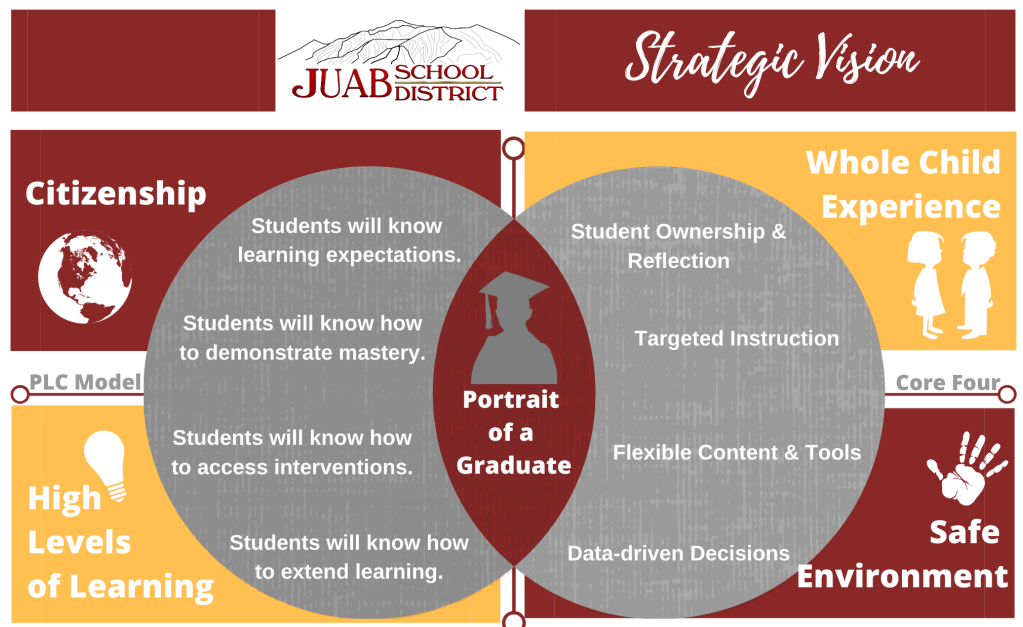 JUAB SCHOOL DISTRICT
Strategic Vision
Citizenship
Whole Child
Experience
Students will know
learning expectations.
Students will know how
to demonstrate mastery.
Students will know how
to access interventions.
Students will know how
to extend learning.
Portrait
of a
Graduate
Student Ownership &
Reflection
Targeted Instruction
Flexible Content & Tools
Data-driven Decisions
PLC Model
Core Four
High
Levels
of Learning
Safe
Environment